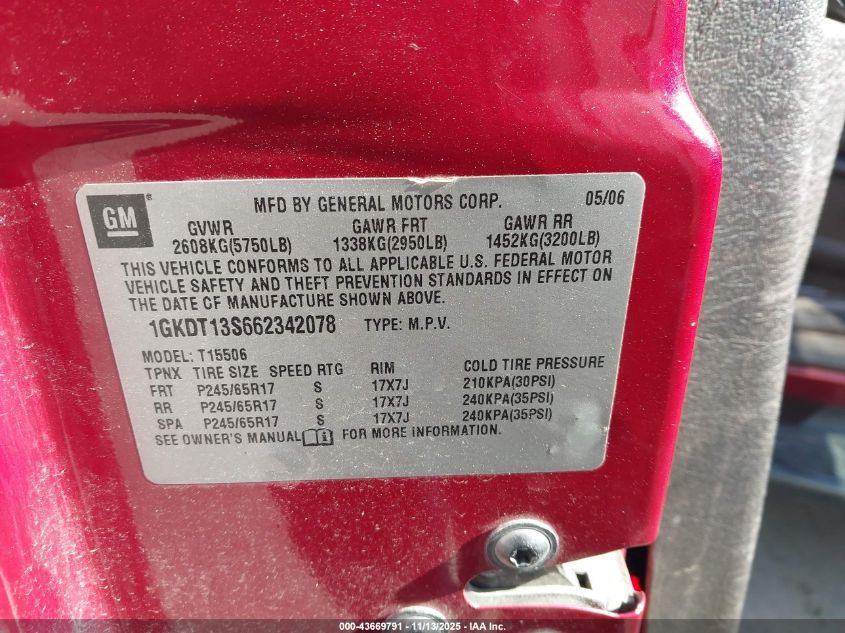 GM
MFD BY GENERAL MOTORS CORP. 05/06
GVWR GAWR FRT GAWR RR
2608KG(5750LB) 1338KG(2950LB) 1452KG(3200LB)
THIS VEHICLE CONFORMS TO ALL APPLICABLE U.S. FEDERAL MOTOR
VEHICLE SAFETY AND THEFT PREVENTION STANDARDS IN EFFECT ON
THE DATE OF MANUFACTURE SHOWN ABOVE.
1GKDT13S662342078 TYPE: M.P.V.
MODEL: T15506
TPNX TIRE SIZE SPEED RTG RIM COLD TIRE PRESSURE
FRT P245/65R17 S 17X7J 210KPA(30PSI)
RR P245/65R17 S 17X7J 240KPA(35PSI)
SPA P245/65R17 S 17X7J 240KPA(35PSI)
SEE OWNER'S MANUAL FOR MORE INFORMATION.
000-43669791 - 11/13/2025 - IAA Inc.